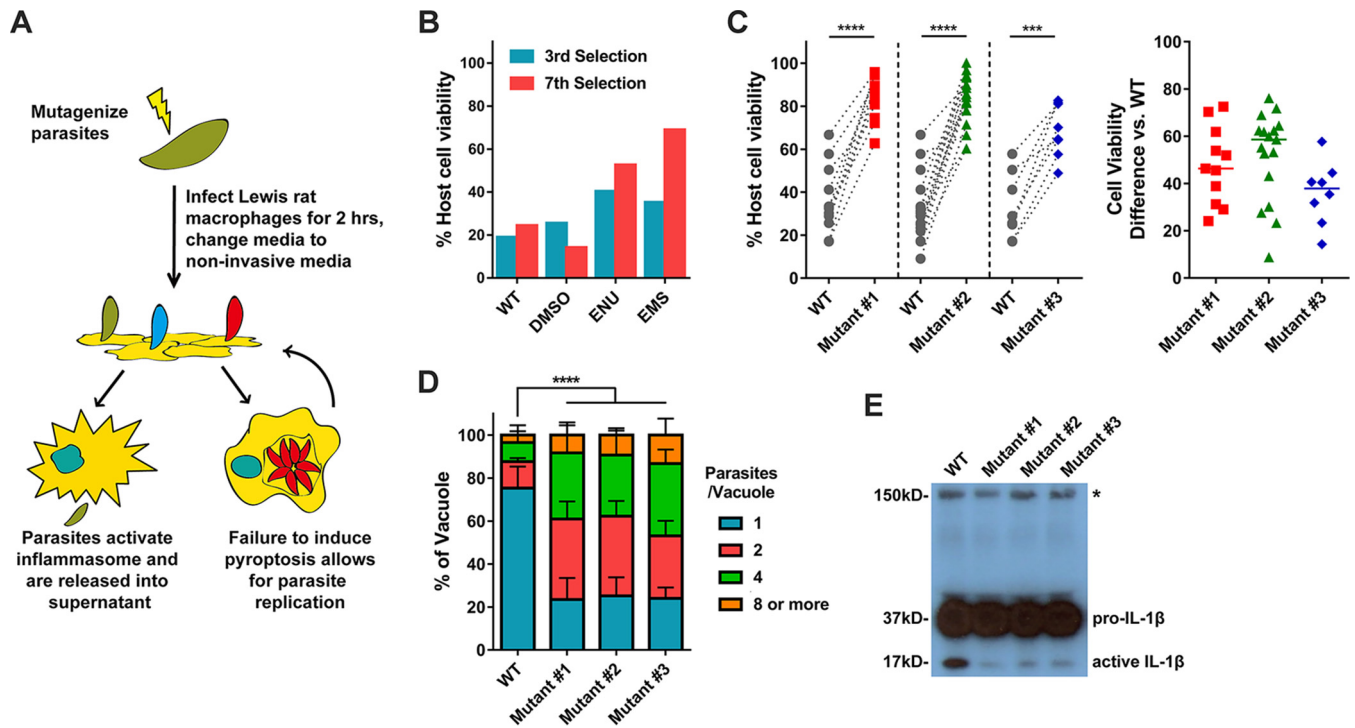 A
Mutagenize
parasites
Infect Lewis rat
macrophages for 2 hrs,
change media to
non-invasive media
Parasites activate
inflammasome and
are released into
supernatant
Failure to induce
pyroptosis allows
for parasite
replication
B
% Host cell viability
100
80
60
40
20
0
3rd Selection
7th Selection
WT
DMSO
ENU
EMS
C
% Host cell viability
100
80
60
40
20
0
****
****
***
WT
Mutant #1
WT
Mutant #2
WT
Mutant #3
Cell Viability
Difference vs. WT
100
80
60
40
20
0
Mutant #1
Mutant #2
Mutant #3
D
% of Vacuole
100
80
60
40
20
0
****
WT
Mutant #1
Mutant #2
Mutant #3
Parasites
/Vacuole
1
2
4
8 or more
E
WT
Mutant #1
Mutant #2
Mutant #3
150kD-
*
37kD-
pro-IL-1β
17kD-
active IL-1β